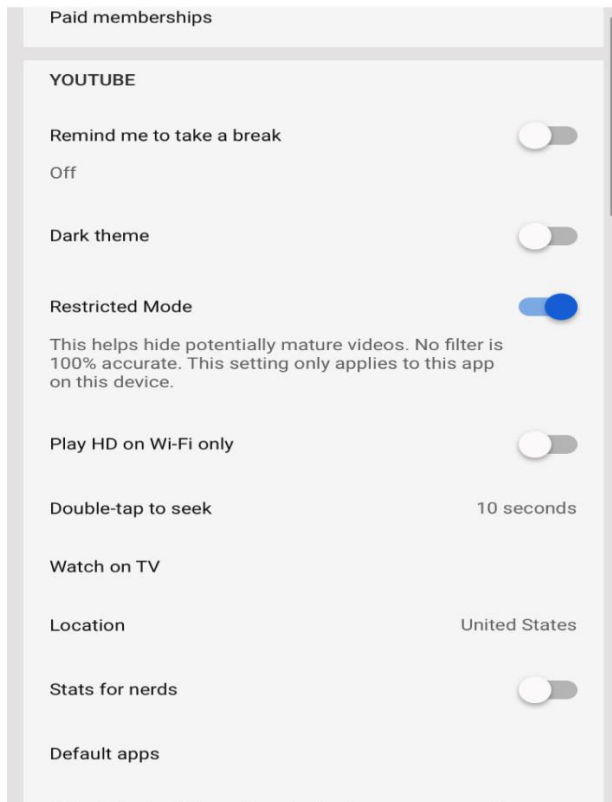 Paid memberships
YOUTUBE
Remind me to take a break
Off
Dark theme
Restricted Mode
This helps hide potentially mature videos. No filter is
100% accurate. This setting only applies to this app
on this device.
Play HD on Wi-Fi only
Double-tap to seek 10 seconds
Watch on TV
Location United States
Stats for nerds
Default apps